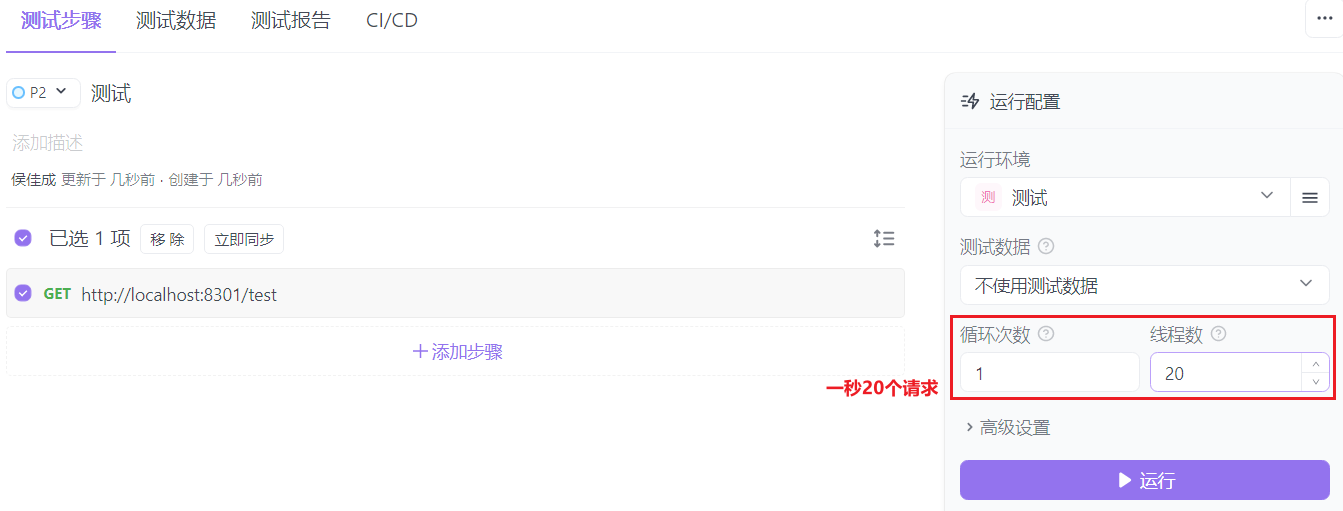 测试步骤 测试数据 测试报告 CI/CD
P2 测试
添加描述
侯佳成 更新于 几秒前 · 创建于 几秒前
已选 1 项 移 除 立即同步
GET http://localhost:8301/test
添加步骤
运行配置
运行环境
测 测试
测试数据
不使用测试数据
循环次数 线程数
1 20
一秒20个请求
高级设置
运行